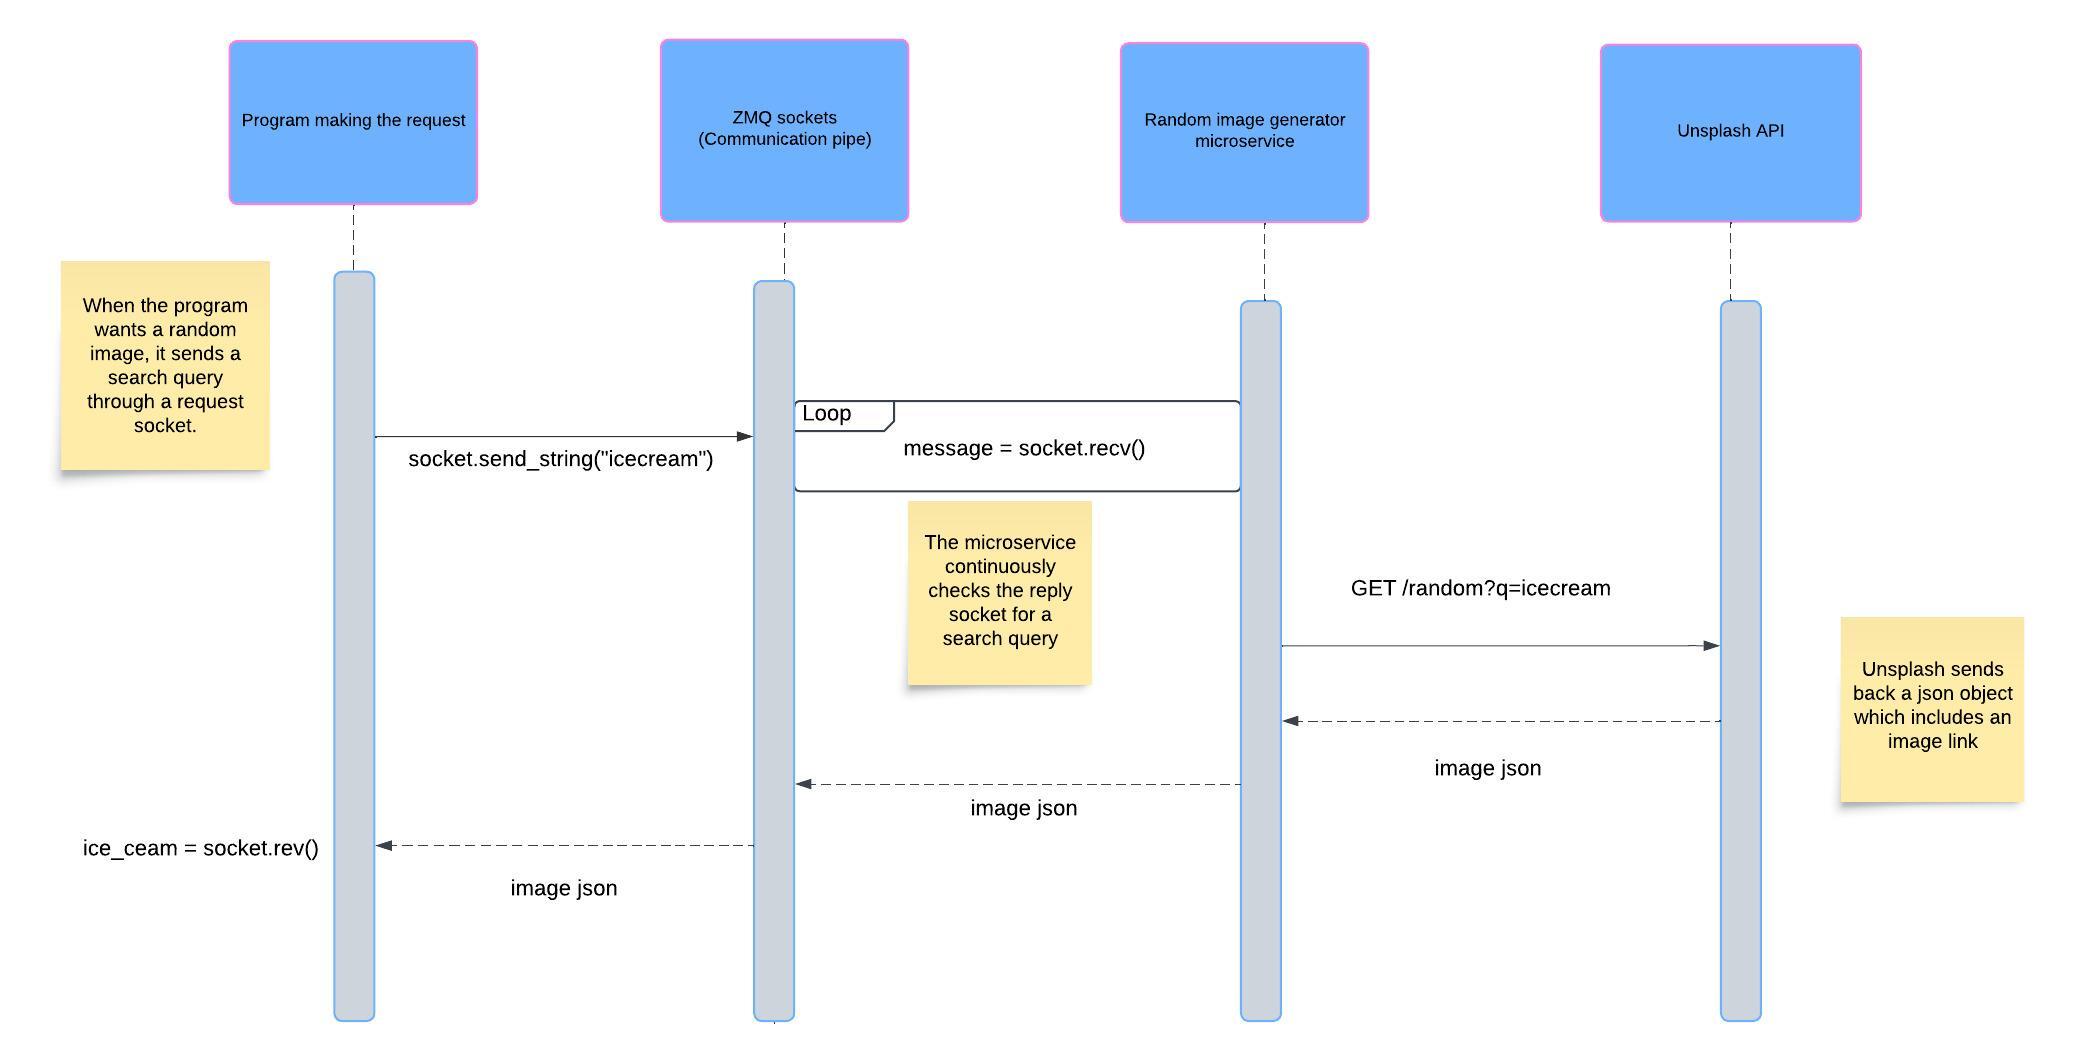 Program making the request
ZMQ sockets
(Communication pipe)
Random image generator
microservice
Unsplash API
When the program
wants a random
image, it sends a
search query
through a request
socket.
Loop
message = socket.recv()
socket.send_string("icecream")
The microservice
continuously
checks the reply
socket for a
search query
GET /random?q=icecream
Unsplash sends
back a json object
which includes an
image link
image json
image json
ice_ceam = socket.rev()
image json